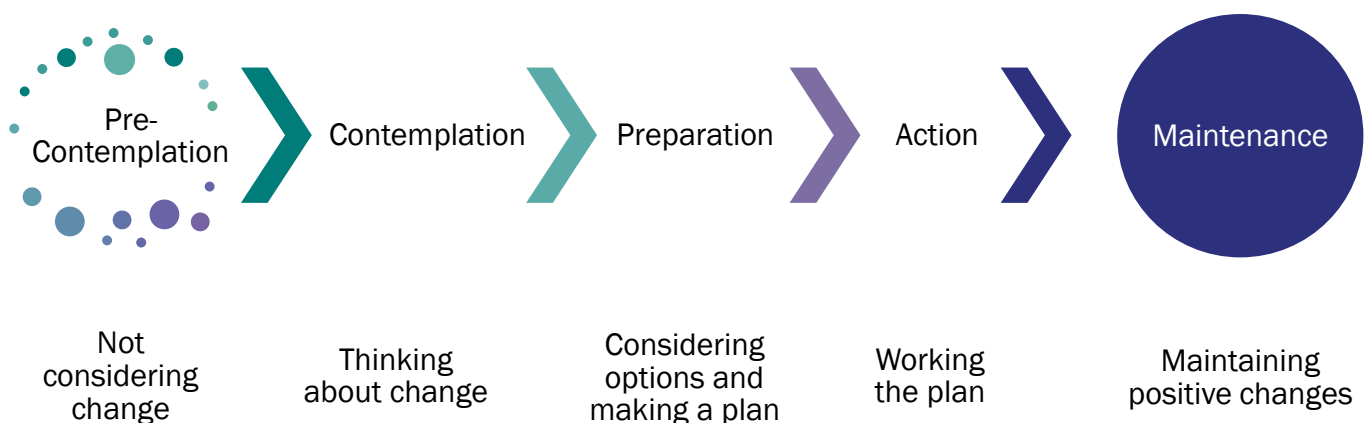 Pre-
Contemplation
Contemplation
Preparation
Action
Maintenance
Not
considering
change
Thinking
about change
Considering
options and
making a plan
Working
the plan
Maintaining
positive changes